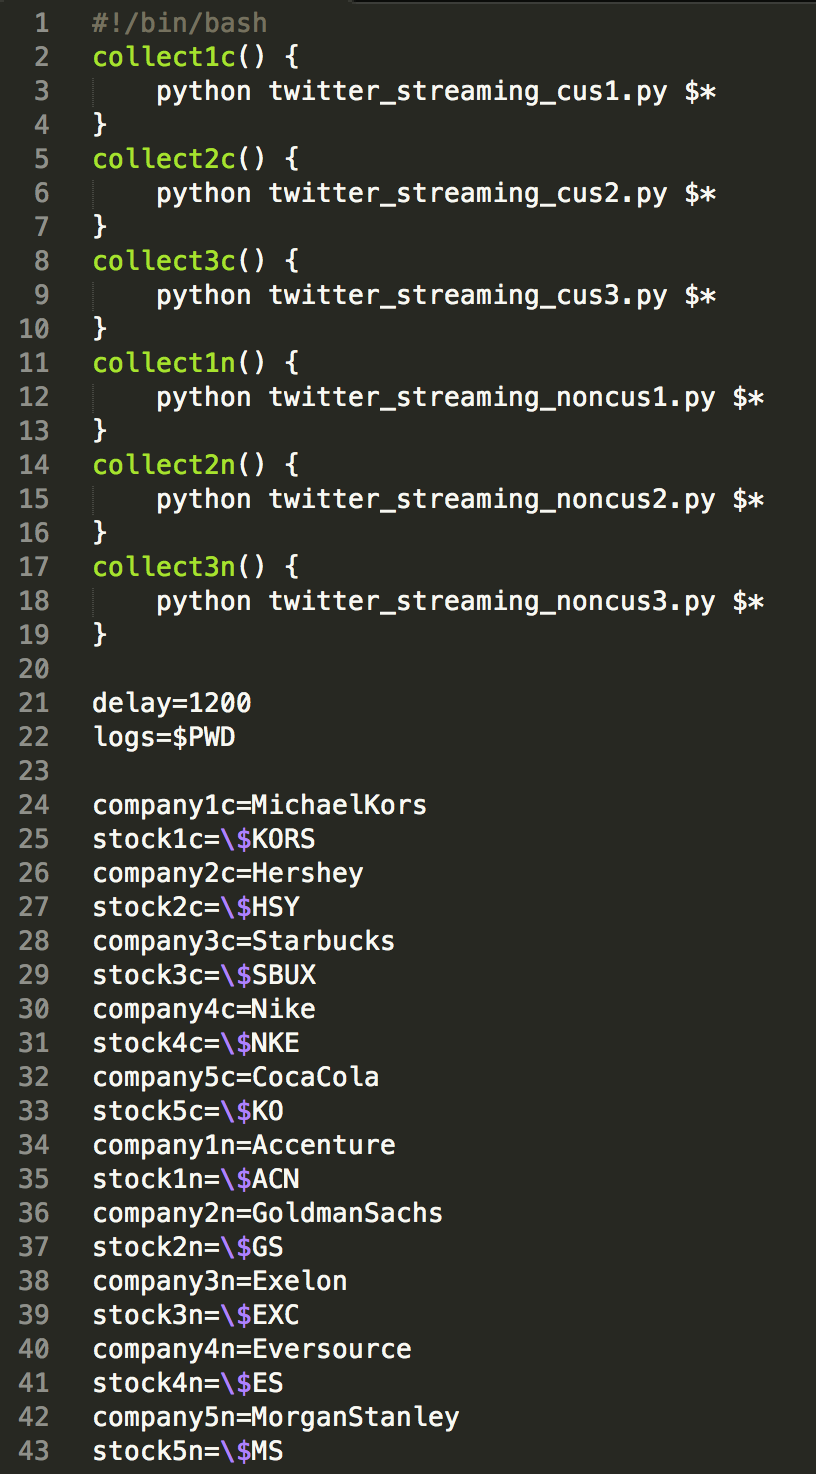 1 #!/bin/bash
2 collect1c() {
3     python twitter_streaming_cus1.py $*
4 }
5 collect2c() {
6     python twitter_streaming_cus2.py $*
7 }
8 collect3c() {
9     python twitter_streaming_cus3.py $*
10 }
11 collect1n() {
12     python twitter_streaming_noncus1.py $*
13 }
14 collect2n() {
15     python twitter_streaming_noncus2.py $*
16 }
17 collect3n() {
18     python twitter_streaming_noncus3.py $*
19 }
20
21 delay=1200
22 logs=$PWD
23
24 company1c=MichaelKors
25 stock1c=\$KORS
26 company2c=Hershey
27 stock2c=\$HSY
28 company3c=Starbucks
29 stock3c=\$SBUX
30 company4c=Nike
31 stock4c=\$NKE
32 company5c=CocaCola
33 stock5c=\$KO
34 company1n=Accenture
35 stock1n=\$ACN
36 company2n=GoldmanSachs
37 stock2n=\$GS
38 company3n=Exelon
39 stock3n=\$EXC
40 company4n=Eversource
41 stock4n=\$ES
42 company5n=MorganStanley
43 stock5n=\$MS